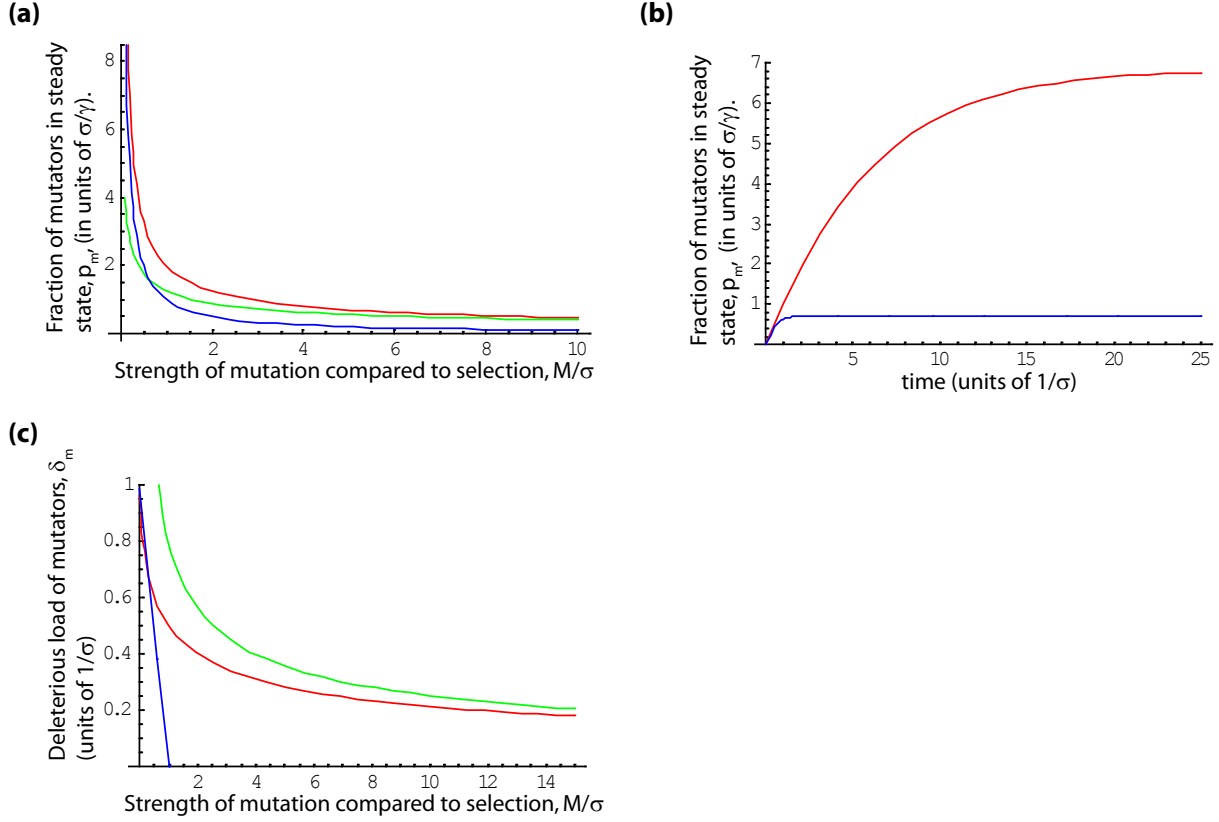 (a)
Fraction of mutators in steady
state, pm, (in units of σ/γ).
8
6
4
2
2 4 6 8 10
Strength of mutation compared to selection, M/σ
(b)
Fraction of mutators in steady
state, pm, (in units of σ/γ).
7
6
5
4
3
2
1
5 10 15 20 25
time (units of 1/σ)
(c)
Deleterious load of mutators, δm
(units of 1/σ)
1
0.8
0.6
0.4
0.2
2 4 6 8 10 12 14
Strength of mutation compared to selection, M/σ